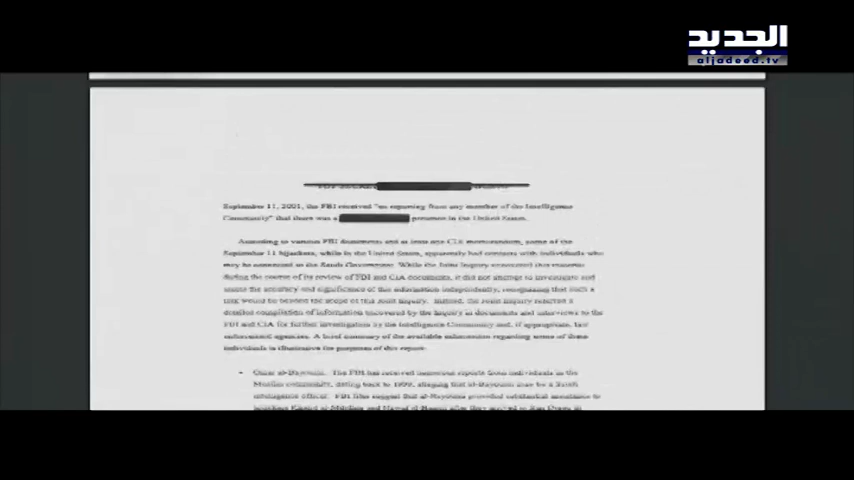 الجديد
aljadeed.tv
September 11, 2001, the FBI received "no reporting from any member of the Intelligence
Community" that there was a presence in the United States.
According to various FBI documents and at least one CIA memorandum, some of the
September 11 hijackers, while in the United States, apparently had contacts with individuals who
may be connected to the Saudi Government. While the Joint Inquiry uncovered this material
during the course of its review of FBI and CIA documents, it did not attempt to investigate and
assess the accuracy and significance of this information independently, recognizing that such a
task would be beyond the scope of this Joint Inquiry. Instead, the Joint Inquiry referred a
detailed compilation of information uncovered by the Inquiry in documents and interviews to the
FBI and CIA for further investigation by the Intelligence Community and, if appropriate, law
enforcement agencies. A brief summary of the available information regarding some of these
individuals is illustrative for purposes of this report:
• Omar al-Bayoumi. The FBI has received numerous reports from individuals in the
Muslim community, dating back to 1999, alleging that al-Bayoumi may be a Saudi
intelligence officer. FBI files suggest that al-Bayoumi provided substantial assistance to
hijackers Khalid al-Mihdhar and Nawaf al-Hazmi after they arrived in San Diego in